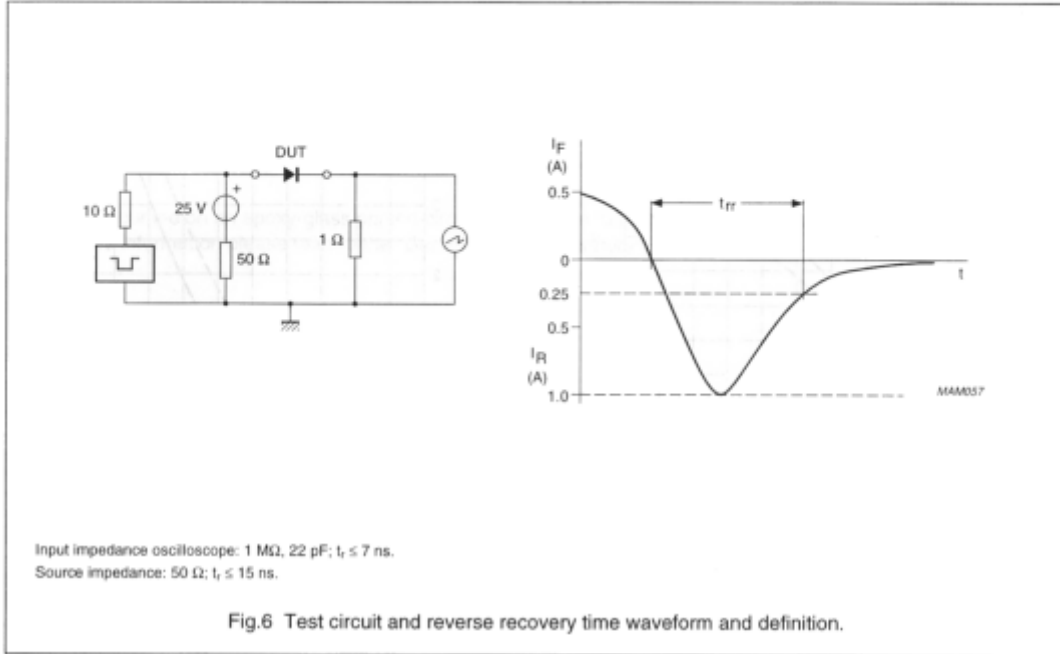 DUT
+
10 Ω
25 V
50 Ω
1 Ω
I_F
(A)
0.5
t_rr
0
t
0.25
0.5
I_R
(A)
1.0
MAM057
Input impedance oscilloscope: 1 MΩ, 22 pF; t_r ≤ 7 ns.
Source impedance: 50 Ω; t_r ≤ 15 ns.
Fig.6 Test circuit and reverse recovery time waveform and definition.